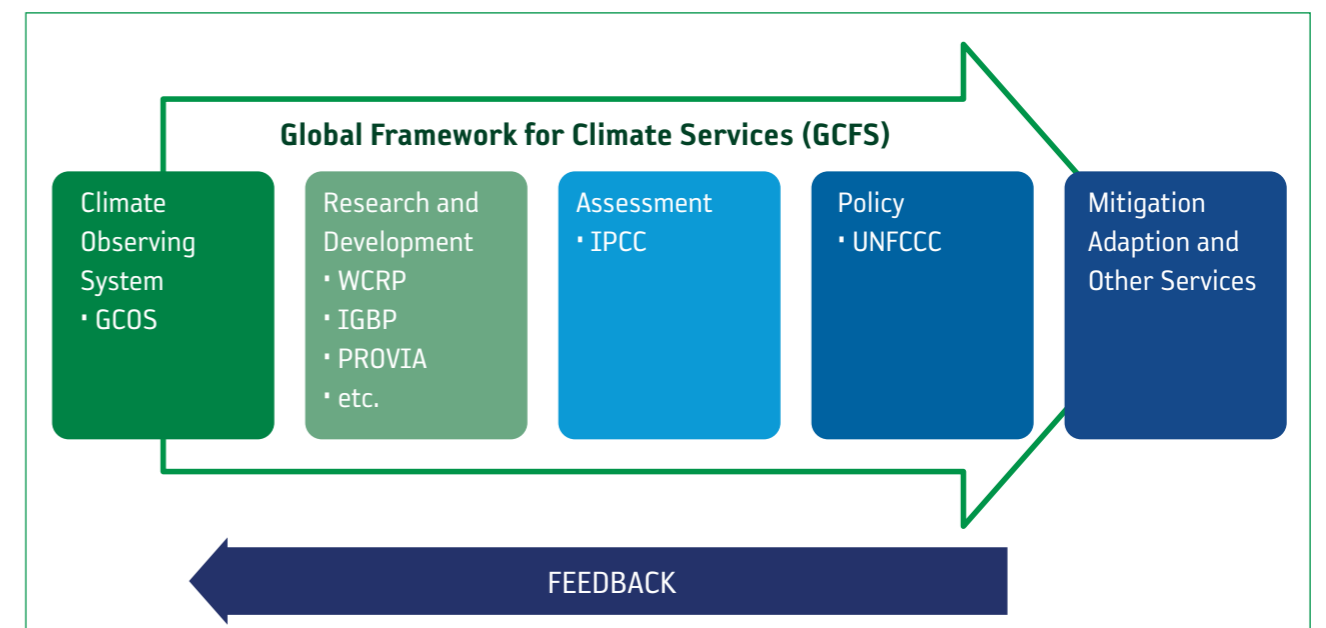 Global Framework for Climate Services (GCFS)
Climate
Observing
System
· GCOS
Research and
Development
· WCRP
· IGBP
· PROVIA
· etc.
Assessment
· IPCC
Policy
· UNFCCC
Mitigation
Adaption and
Other Services
FEEDBACK